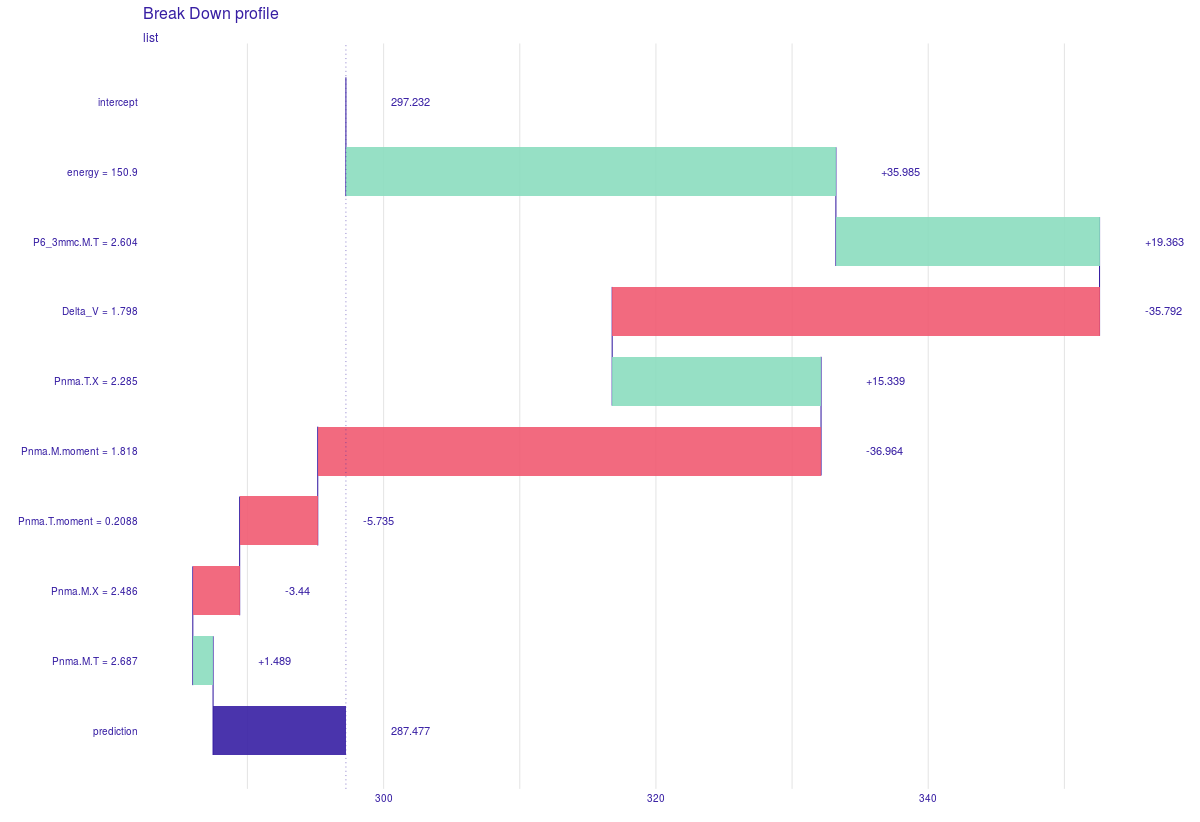 Break Down profile
list
intercept
297.232
energy = 150.9
+35.985
P6_3mmc.M.T = 2.604
+19.363
Delta_V = 1.798
-35.792
Pnma.T.X = 2.285
+15.339
Pnma.M.moment = 1.818
-36.964
Pnma.T.moment = 0.2088
-5.735
Pnma.M.X = 2.486
-3.44
Pnma.M.T = 2.687
+1.489
prediction
287.477
300
320
340